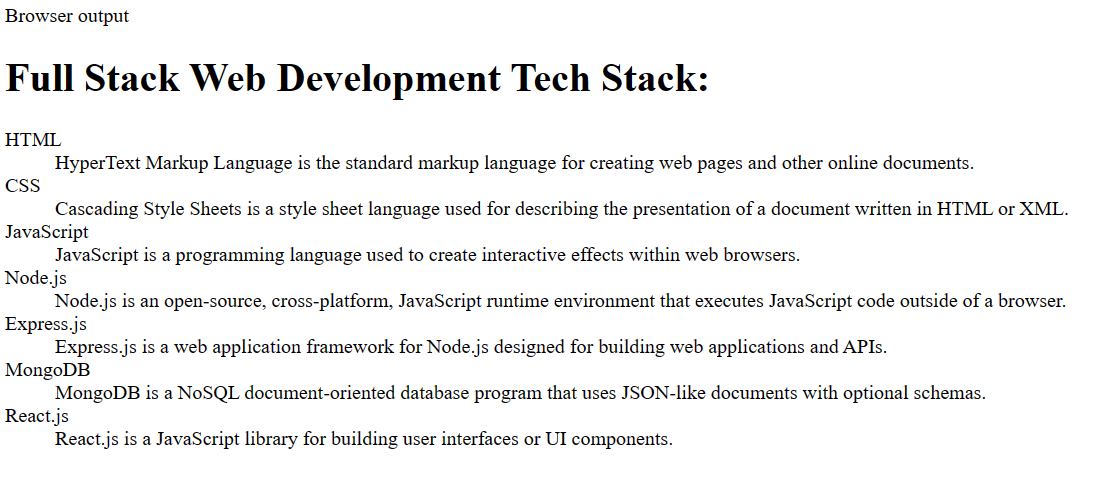 Browser output
Full Stack Web Development Tech Stack:
HTML
HyperText Markup Language is the standard markup language for creating web pages and other online documents.
CSS
Cascading Style Sheets is a style sheet language used for describing the presentation of a document written in HTML or XML.
JavaScript
JavaScript is a programming language used to create interactive effects within web browsers.
Node.js
Node.js is an open-source, cross-platform, JavaScript runtime environment that executes JavaScript code outside of a browser.
Express.js
Express.js is a web application framework for Node.js designed for building web applications and APIs.
MongoDB
MongoDB is a NoSQL document-oriented database program that uses JSON-like documents with optional schemas.
React.js
React.js is a JavaScript library for building user interfaces or UI components.